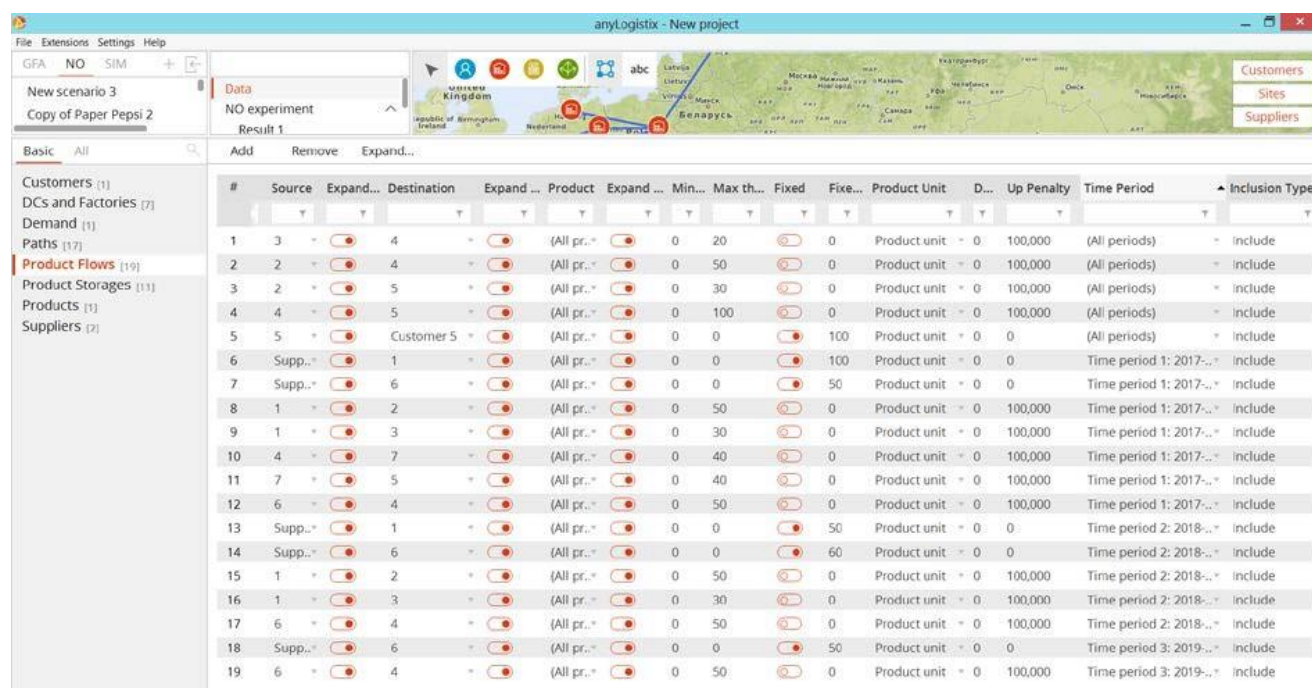 anyLogistix - New project
File Extensions Settings Help
GFA NO SIM
New scenario 3
Copy of Paper Pepsi 2
Data
NO experiment
Result 1
abc
Kingdom
Беларусь
Customers
Sites
Suppliers
Basic All
Add Remove Expand...
Customers [1]
DCs and Factories [7]
Demand [1]
Paths [17]
Product Flows [19]
Product Storages [11]
Products [1]
Suppliers [2]
# Source Expand... Destination Expand ... Product Expand ... Min... Max th... Fixed Fixe... Product Unit D... Up Penalty Time Period Inclusion Type
1 3 4 (All pr.. 0 20 0 Product unit 0 100,000 (All periods) Include
2 2 4 (All pr.. 0 50 0 Product unit 0 100,000 (All periods) Include
3 2 5 (All pr.. 0 30 0 Product unit 0 100,000 (All periods) Include
4 4 5 (All pr.. 0 100 0 Product unit 0 100,000 (All periods) Include
5 5 Customer 5 (All pr.. 0 0 100 Product unit 0 0 (All periods) Include
6 Supp.. 1 (All pr.. 0 0 100 Product unit 0 0 Time period 1: 2017-.. Include
7 Supp.. 6 (All pr.. 0 0 50 Product unit 0 0 Time period 1: 2017-.. Include
8 1 2 (All pr.. 0 50 0 Product unit 0 100,000 Time period 1: 2017-.. Include
9 1 3 (All pr.. 0 30 0 Product unit 0 100,000 Time period 1: 2017-.. Include
10 4 7 (All pr.. 0 40 0 Product unit 0 100,000 Time period 1: 2017-.. Include
11 7 5 (All pr.. 0 40 0 Product unit 0 100,000 Time period 1: 2017-.. Include
12 6 4 (All pr.. 0 50 0 Product unit 0 100,000 Time period 1: 2017-.. Include
13 Supp.. 1 (All pr.. 0 0 50 Product unit 0 0 Time period 2: 2018-.. Include
14 Supp.. 6 (All pr.. 0 0 60 Product unit 0 0 Time period 2: 2018-.. Include
15 1 2 (All pr.. 0 50 0 Product unit 0 100,000 Time period 2: 2018-.. Include
16 1 3 (All pr.. 0 30 0 Product unit 0 100,000 Time period 2: 2018-.. Include
17 6 4 (All pr.. 0 50 0 Product unit 0 100,000 Time period 2: 2018-.. Include
18 Supp.. 6 (All pr.. 0 0 50 Product unit 0 0 Time period 3: 2019-.. Include
19 6 4 (All pr.. 0 50 0 Product unit 0 100,000 Time period 3: 2019-.. Include